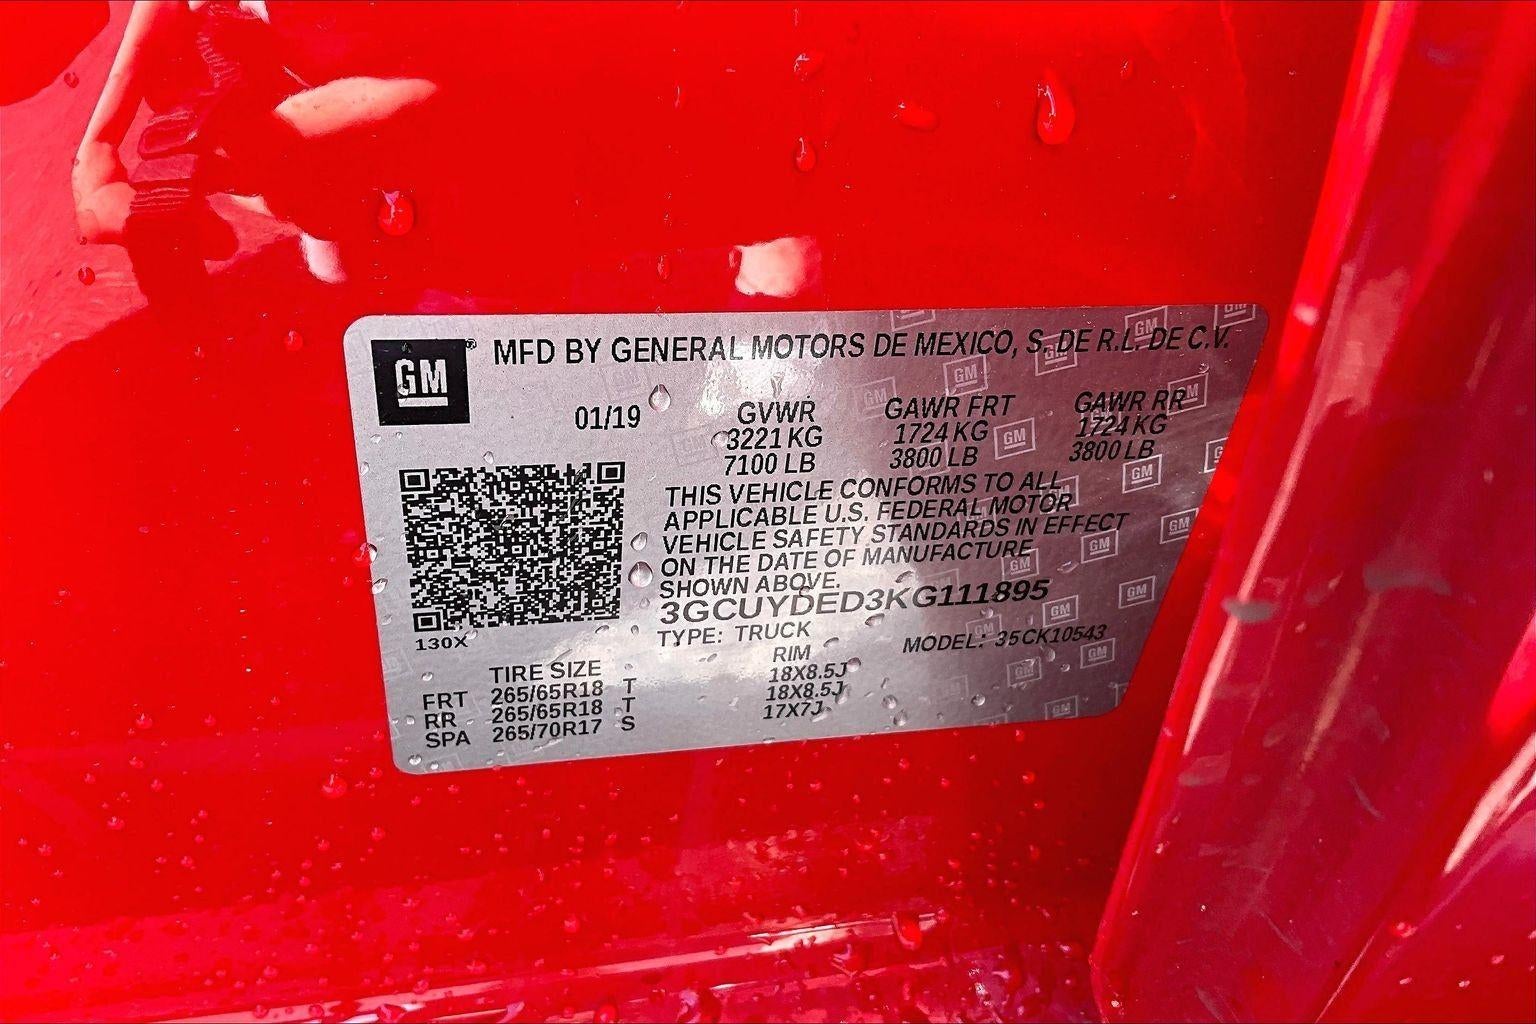 GM® MFD BY GENERAL MOTORS DE MEXICO, S. DE R.L. DE C.V.
01/19 GVWR GAWR FRT GAWR RR
3221 KG 1724 KG 1724 KG
7100 LB 3800 LB 3800 LB
THIS VEHICLE CONFORMS TO ALL
APPLICABLE U.S. FEDERAL MOTOR
VEHICLE SAFETY STANDARDS IN EFFECT
ON THE DATE OF MANUFACTURE
SHOWN ABOVE.
3GCUYDED3KG111895
130X TYPE: TRUCK MODEL: 35CK10543
TIRE SIZE RIM
FRT 265/65R18 T 18X8.5J
RR 265/65R18 T 18X8.5J
SPA 265/70R17 S 17X7J